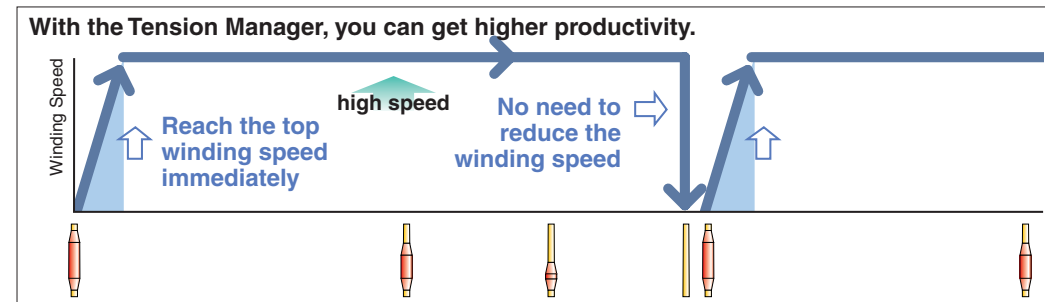 With the Tension Manager, you can get higher productivity.
Winding Speed
high speed
Reach the top
winding speed
immediately
No need to
reduce the
winding speed